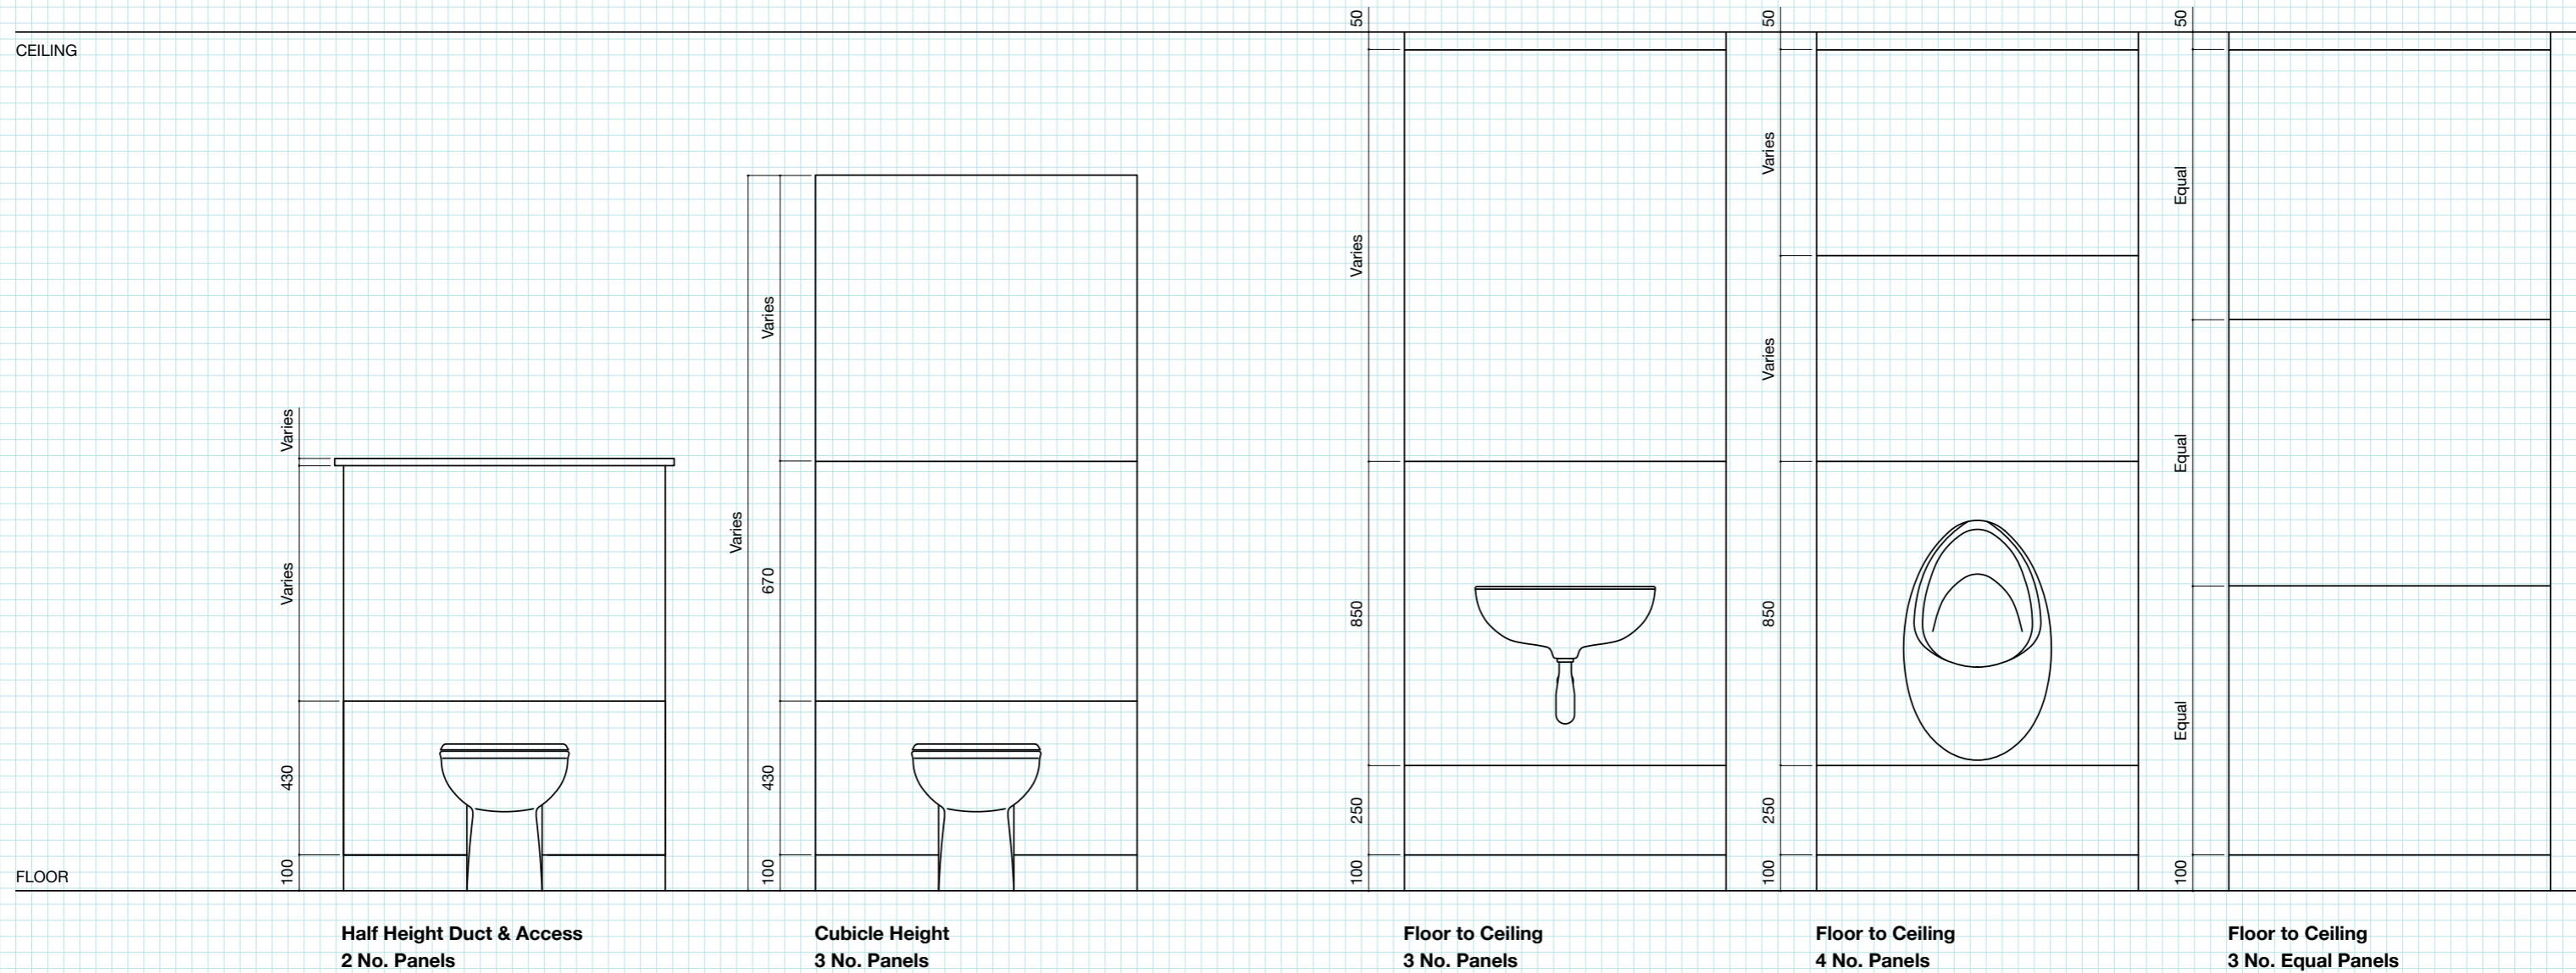 CEILING
50
50
50
Varies
Varies
430
100
Varies
Varies
670
430
100
Varies
850
250
100
Varies
Varies
850
250
100
Equal
Equal
Equal
100
FLOOR
Half Height Duct & Access
2 No. Panels
Cubicle Height
3 No. Panels
Floor to Ceiling
3 No. Panels
Floor to Ceiling
4 No. Panels
Floor to Ceiling
3 No. Equal Panels